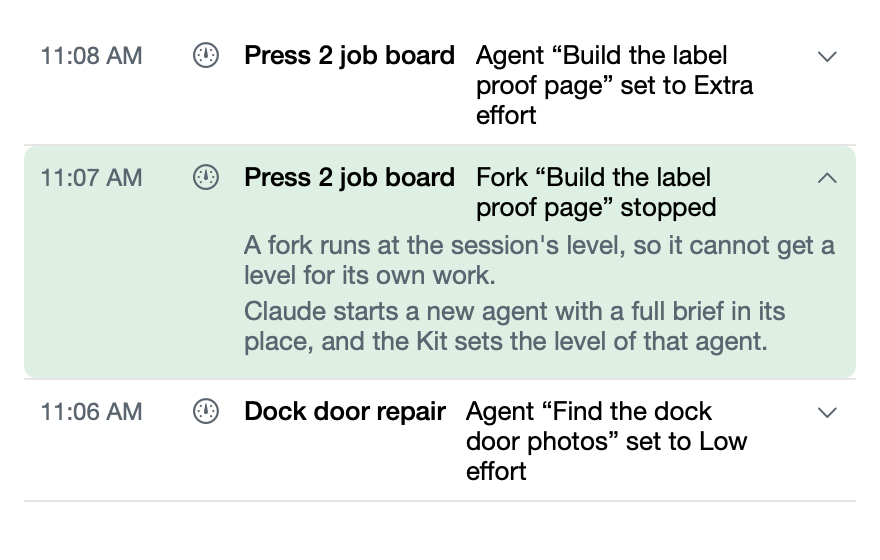 11:08 AM Press 2 job board Agent “Build the label
proof page” set to Extra
effort
11:07 AM Press 2 job board Fork “Build the label
proof page” stopped
A fork runs at the session's level, so it cannot get a
level for its own work.
Claude starts a new agent with a full brief in its
place, and the Kit sets the level of that agent.
11:06 AM Dock door repair Agent “Find the dock
door photos” set to Low
effort